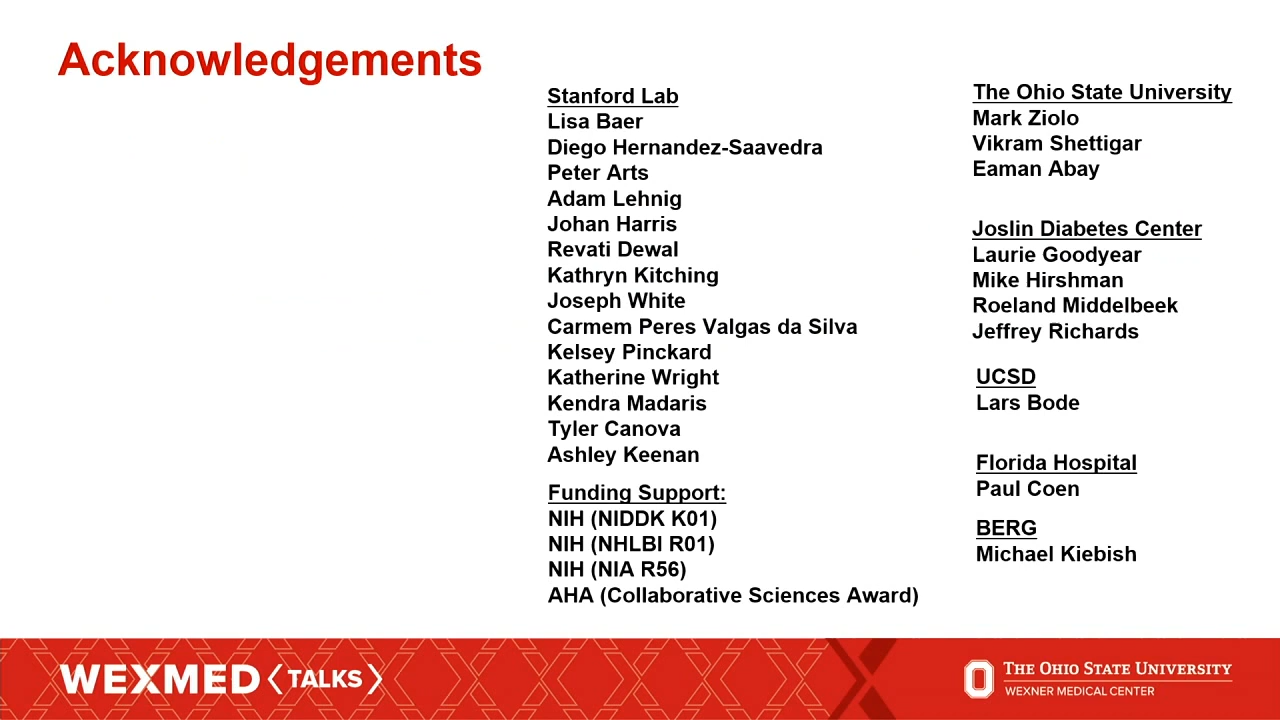 Acknowledgements
Stanford Lab
Lisa Baer
Diego Hernandez-Saavedra
Peter Arts
Adam Lehnig
Johan Harris
Revati Dewal
Kathryn Kitching
Joseph White
Carmem Peres Valgas da Silva
Kelsey Pinckard
Katherine Wright
Kendra Madaris
Tyler Canova
Ashley Keenan
Funding Support:
NIH (NIDDK K01)
NIH (NHLBI R01)
NIH (NIA R56)
AHA (Collaborative Sciences Award)
The Ohio State University
Mark Ziolo
Vikram Shettigar
Eaman Abay
Joslin Diabetes Center
Laurie Goodyear
Mike Hirshman
Roeland Middelbeek
Jeffrey Richards
UCSD
Lars Bode
Florida Hospital
Paul Coen
BERG
Michael Kiebish
WEXMED TALKS
THE OHIO STATE UNIVERSITY
WEXNER MEDICAL CENTER